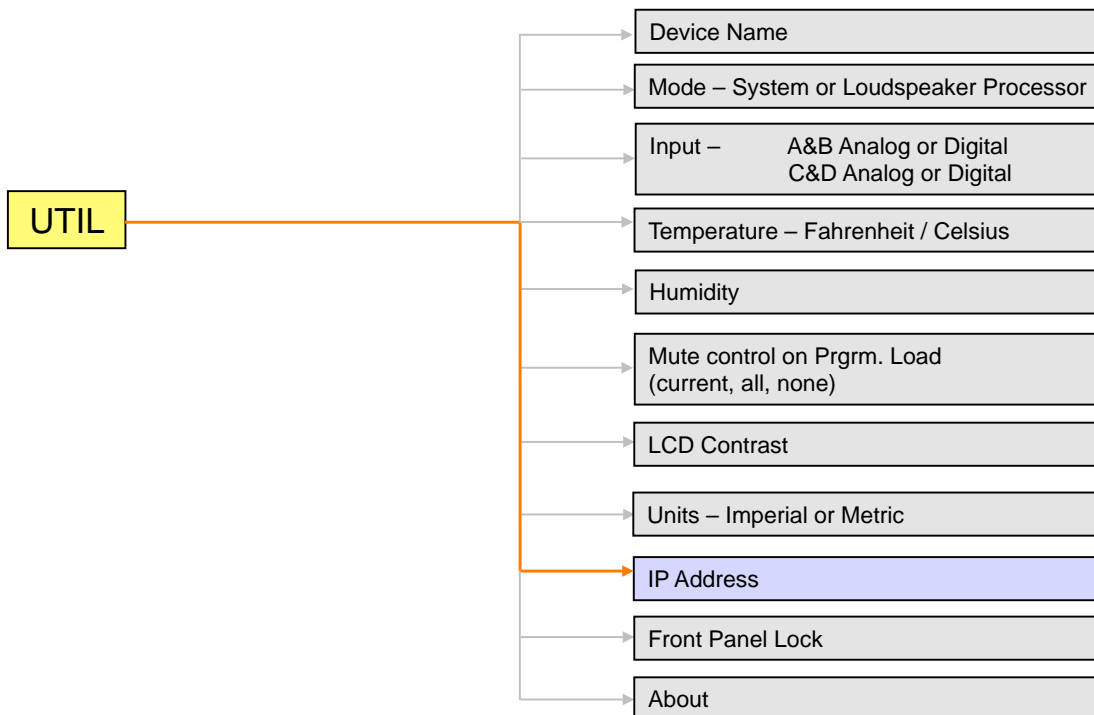 Device Name
Mode – System or Loudspeaker Processor
Input – A&B Analog or Digital
C&D Analog or Digital
UTIL
Temperature – Fahrenheit / Celsius
Humidity
Mute control on Prgrm. Load
(current, all, none)
LCD Contrast
Units – Imperial or Metric
IP Address
Front Panel Lock
About